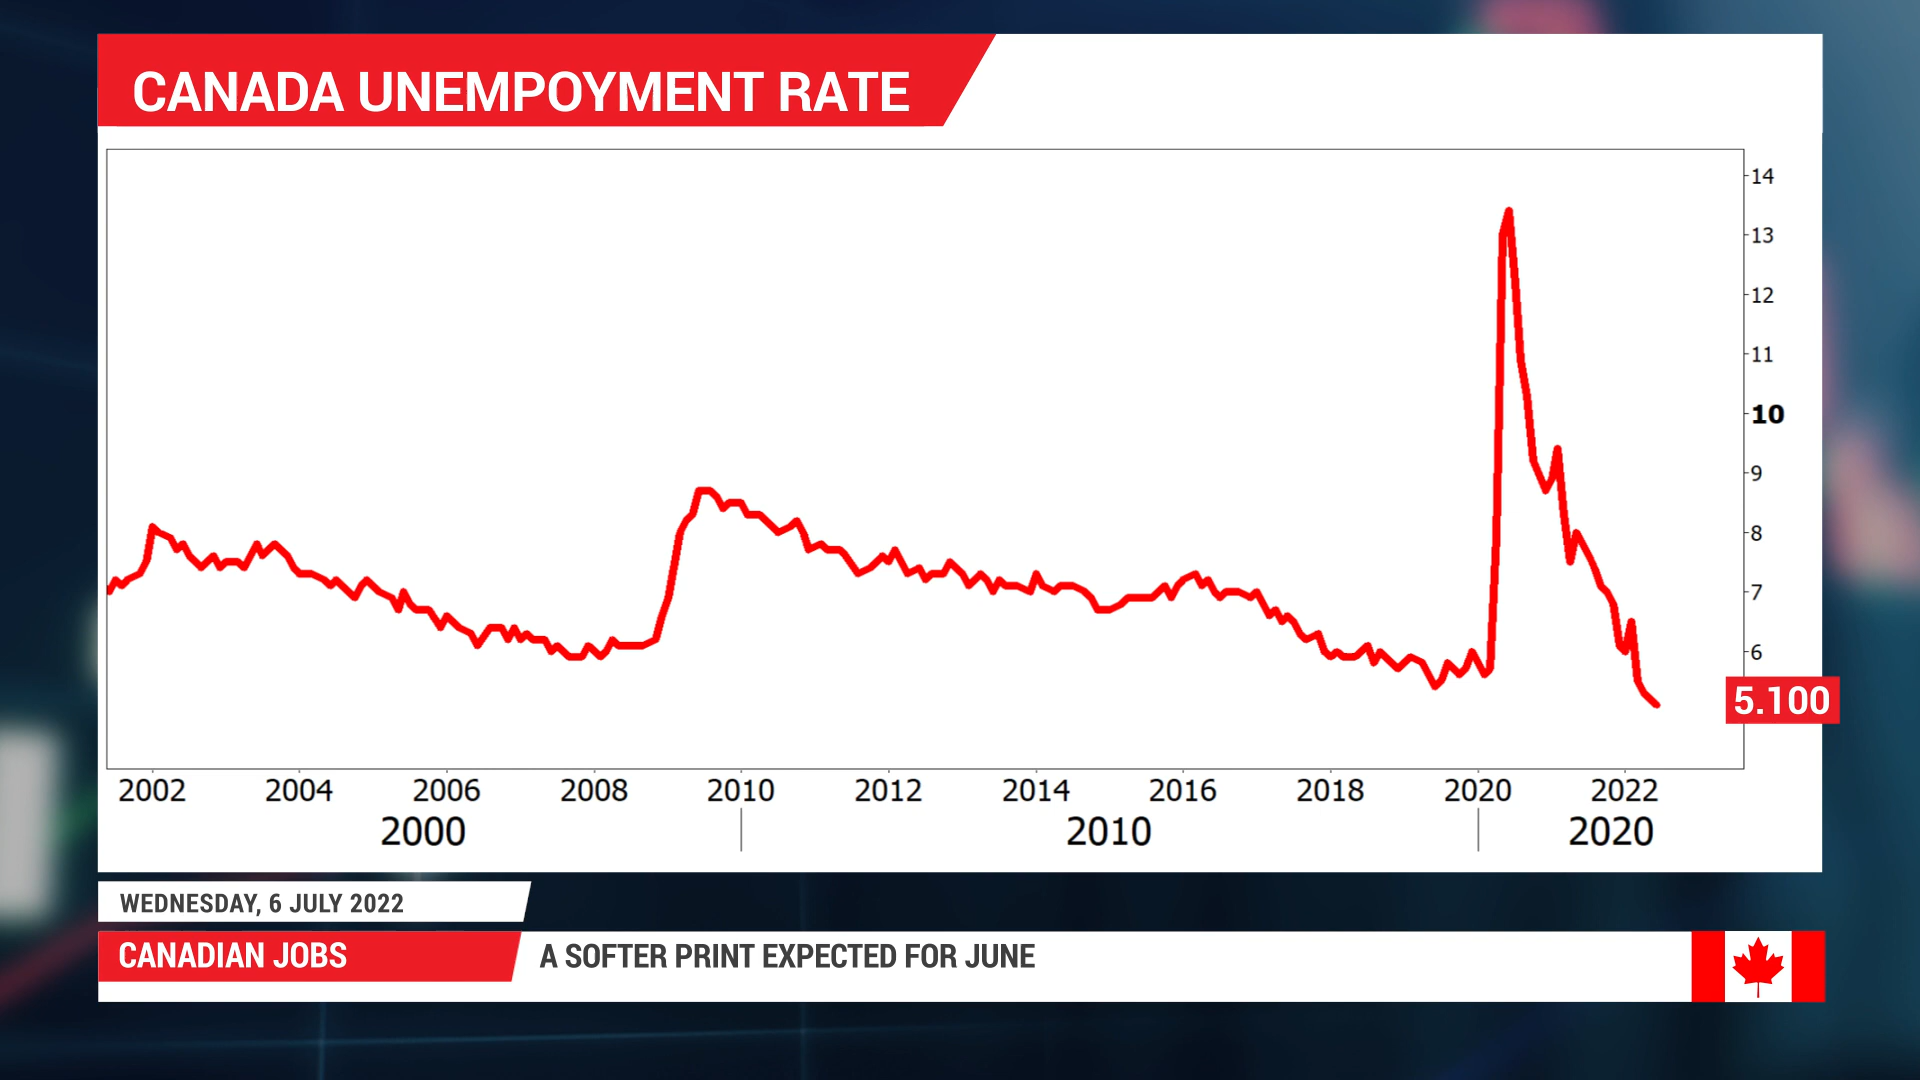 CANADA UNEMPOYMENT RATE
14
13
12
11
10
9
8
7
6
5.100
2002 2004 2006 2008 2010 2012 2014 2016 2018 2020 2022
2000 2010 2020
WEDNESDAY, 6 JULY 2022
CANADIAN JOBS A SOFTER PRINT EXPECTED FOR JUNE